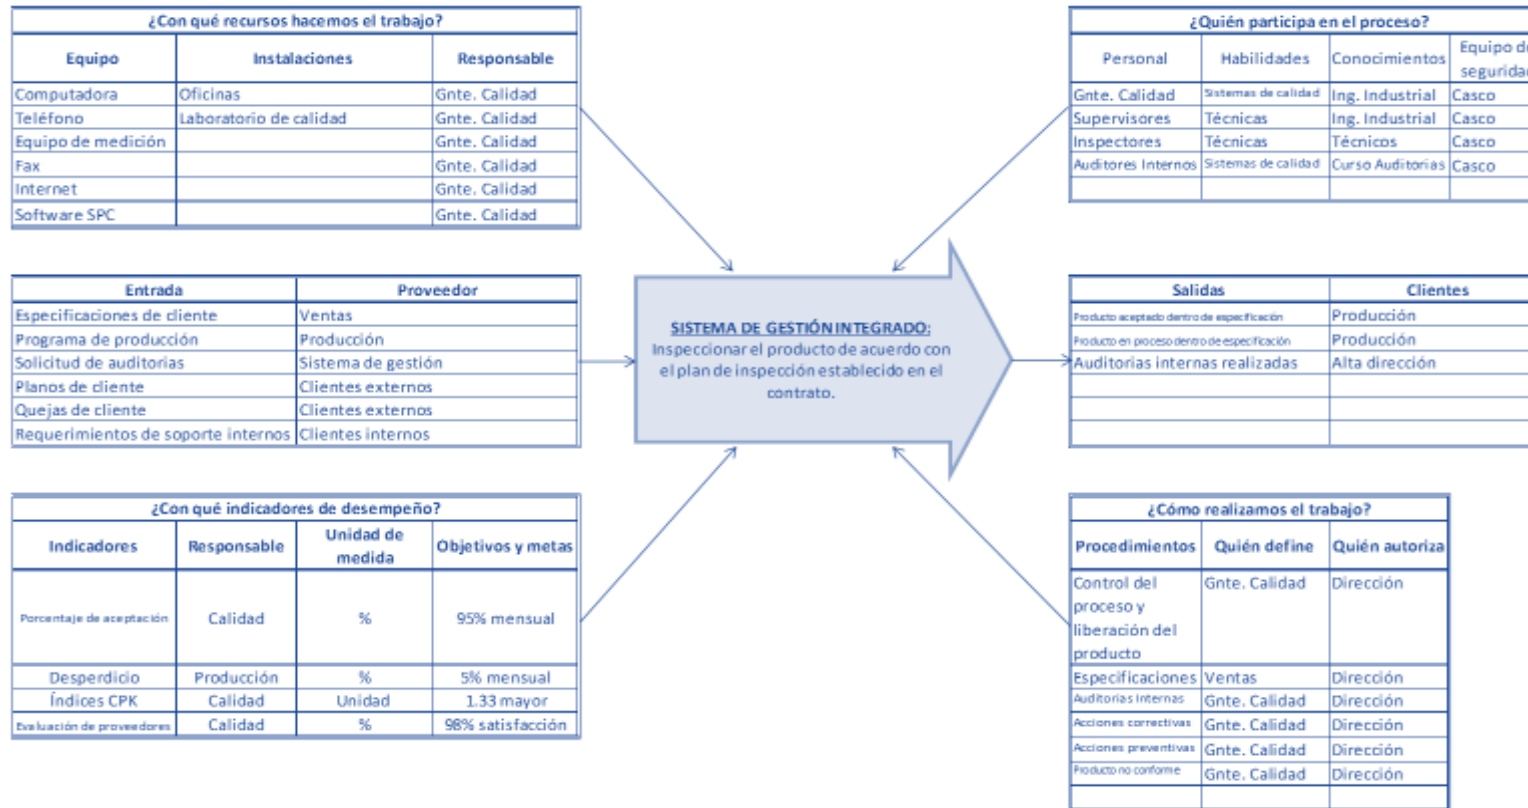 ¿Con qué recursos hacemos el trabajo?
Equipo Instalaciones Responsable
Computadora Oficinas Gnte. Calidad
Teléfono Laboratorio de calidad Gnte. Calidad
Equipo de medición Gnte. Calidad
Fax Gnte. Calidad
Internet Gnte. Calidad
Software SPC Gnte. Calidad
¿Quién participa en el proceso?
Personal Habilidades Conocimientos Equipo de
seguridad
Gnte. Calidad Sistemas de calidad Ing. Industrial Casco
Supervisores Técnicas Ing. Industrial Casco
Inspectores Técnicas Técnicos Casco
Auditores Internos Sistemas de calidad Curso Auditorias Casco
Entrada Proveedor
Especificaciones de cliente Ventas
Programa de producción Producción
Solicitud de auditorias Sistema de gestión
Planos de cliente Clientes externos
Quejas de cliente Clientes externos
Requerimientos de soporte internos Clientes internos
SISTEMA DE GESTIÓN INTEGRADO:
Inspeccionar el producto de acuerdo con
el plan de inspección establecido en el
contrato.
Salidas Clientes
Producto aceptado dentro de especificación Producción
Producto en proceso dentro de especificación Producción
Auditorias internas realizadas Alta dirección
¿Con qué indicadores de desempeño?
Indicadores Responsable Unidad de
medida Objetivos y metas
Porcentaje de aceptación Calidad % 95% mensual
Desperdicio Producción % 5% mensual
Índices CPK Calidad Unidad 1.33 mayor
Evaluación de proveedores Calidad % 98% satisfacción
¿Cómo realizamos el trabajo?
Procedimientos Quién define Quién autoriza
Control del Gnte. Calidad Dirección
proceso y
liberación del
producto
Especificaciones Ventas Dirección
Auditorias Internas Gnte. Calidad Dirección
Acciones correctivas Gnte. Calidad Dirección
Acciones preventivas Gnte. Calidad Dirección
Producto no conforme Gnte. Calidad Dirección